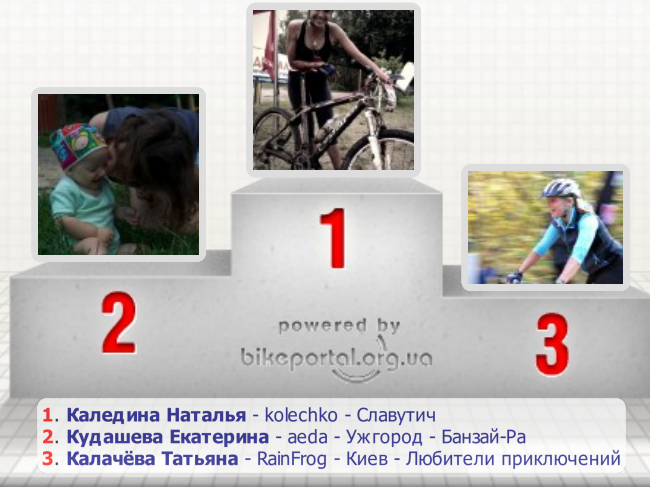 1
2
3
powered by
bikeportal.org.ua
1. Каледина Наталья - kolechko - Славутич
2. Кудашева Екатерина - aeda - Ужгород - Банзай-Ра
3. Калачёва Татьяна - RainFrog - Киев - Любители приключений